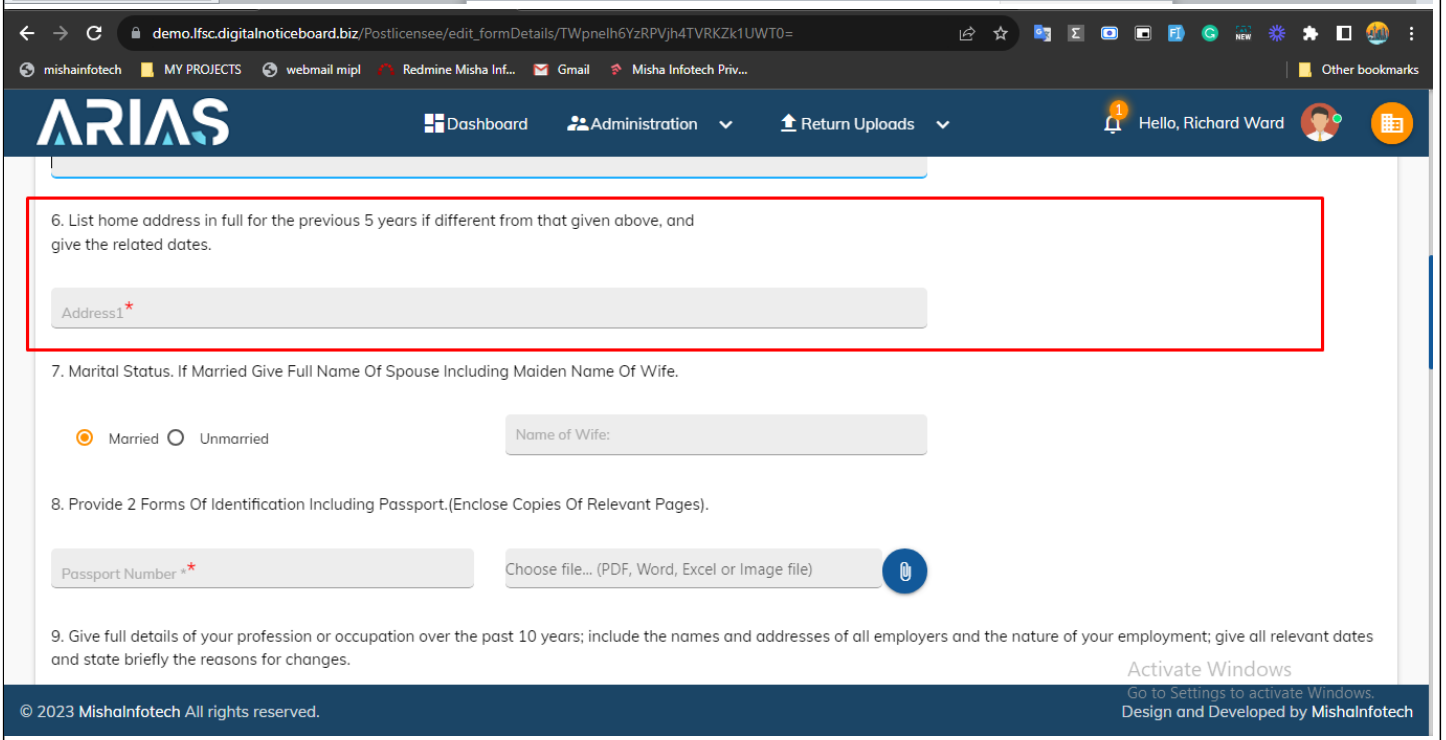 demo.lfsc.digitalnoticeboard.biz/Postlicensee/edit_formDetails/TWpnelh6YzRPVjh4TVRKZk1UWT0=
mishainfotech MY PROJECTS webmail mipl Redmine Misha Inf... Gmail Misha Infotech Priv... Other bookmarks
ARIAS Dashboard Administration Return Uploads 1 Hello, Richard Ward
6. List home address in full for the previous 5 years if different from that given above, and
give the related dates.
Address1*
7. Marital Status. If Married Give Full Name Of Spouse Including Maiden Name Of Wife.
Married Unmarried Name of Wife:
8. Provide 2 Forms Of Identification Including Passport.(Enclose Copies Of Relevant Pages).
Passport Number ** Choose file... (PDF, Word, Excel or Image file)
9. Give full details of your profession or occupation over the past 10 years; include the names and addresses of all employers and the nature of your employment; give all relevant dates
and state briefly the reasons for changes.
Activate Windows
Go to Settings to activate Windows.
© 2023 MishaInfotech All rights reserved. Design and Developed by MishaInfotech